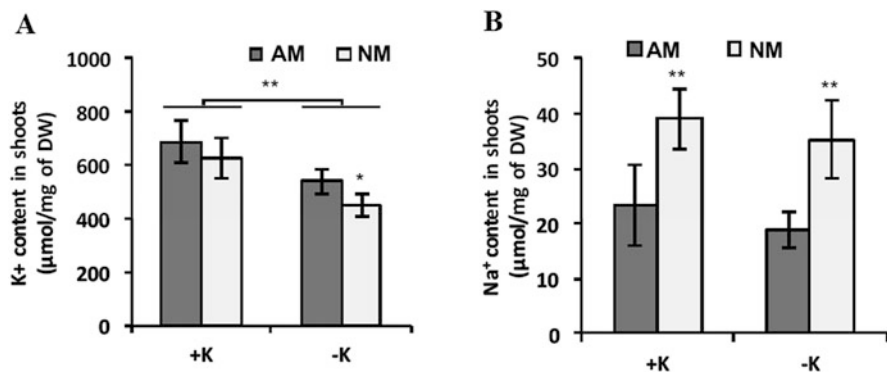 A
AM NM
1000
800
600
400
200
0
K+ content in shoots
(μmol/mg of DW)
**
*
+K -K
B
AM NM
50
40
30
20
10
0
Na⁺ content in shoots
(μmol/mg of DW)
**
**
+K -K